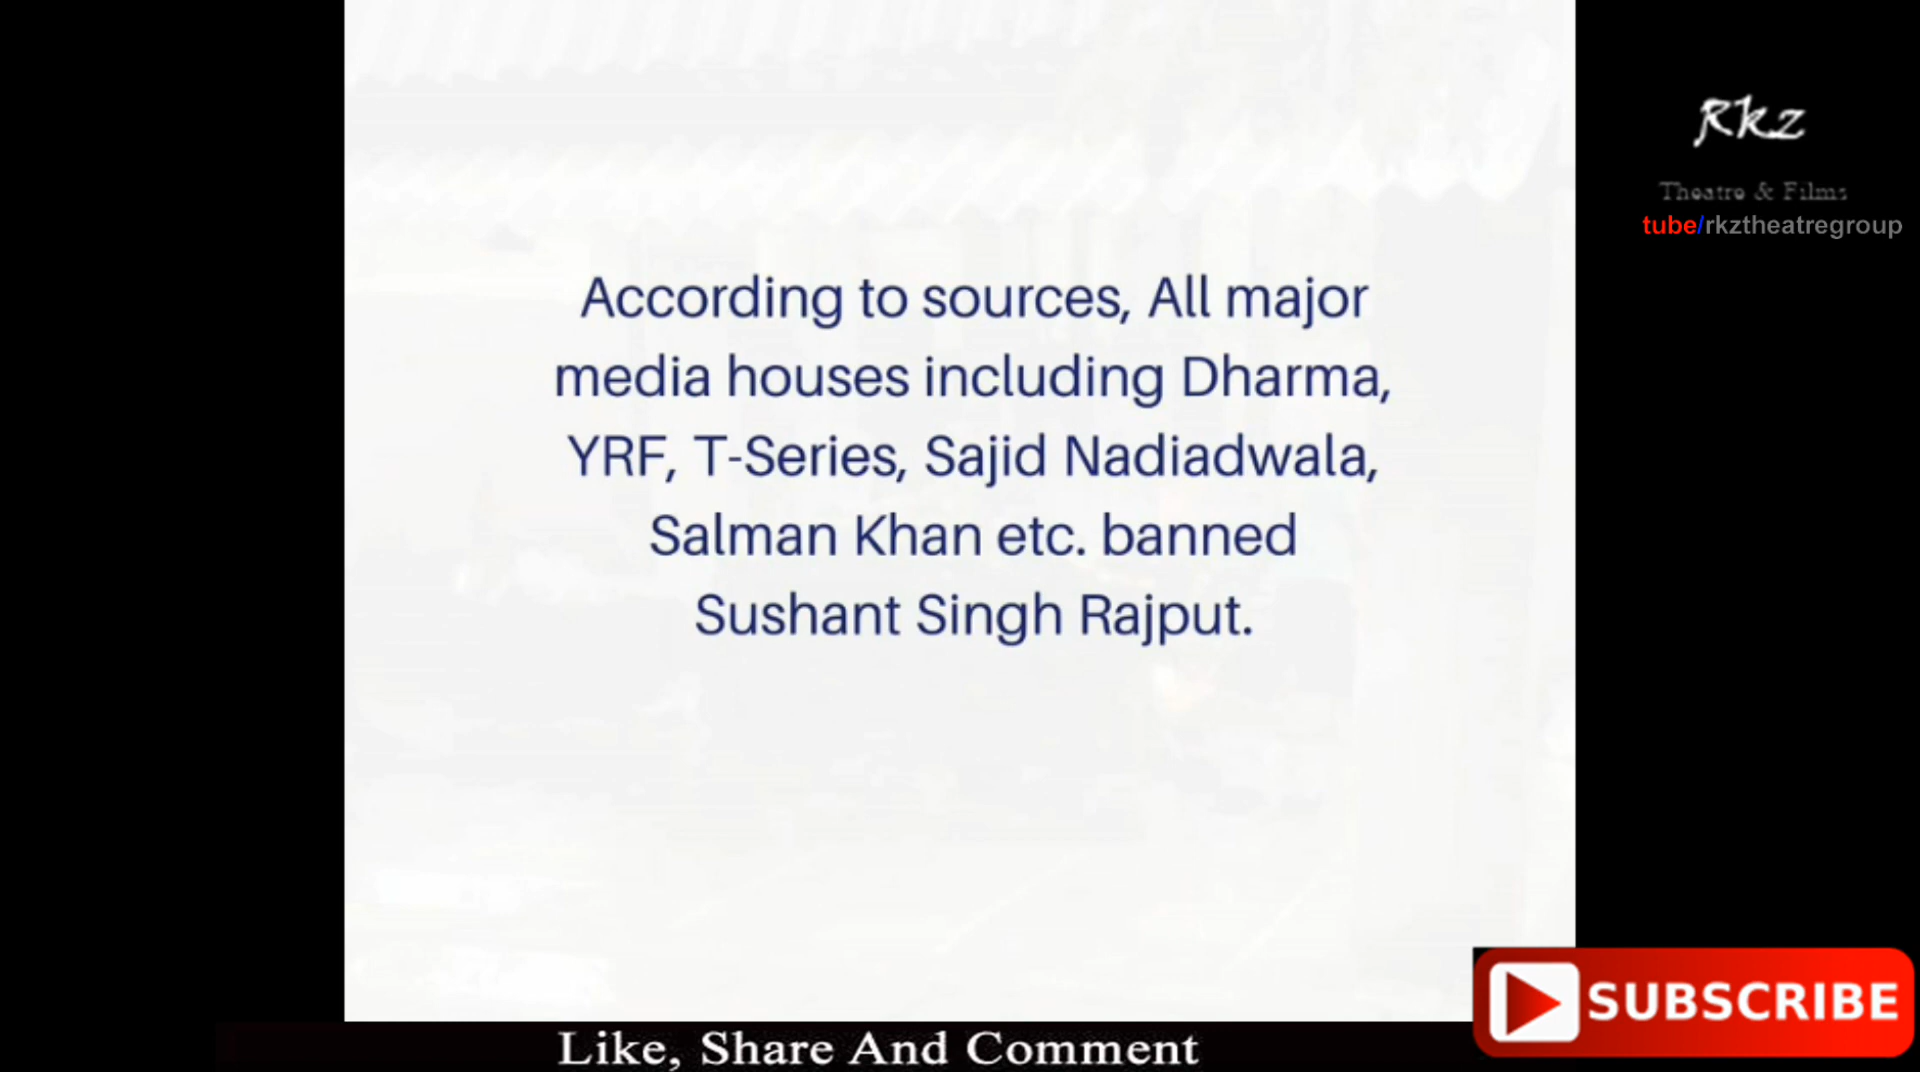 Rkz
Theatre & Films
tube/rkztheatregroup
According to sources, All major
media houses including Dharma,
YRF, T-Series, Sajid Nadiadwala,
Salman Khan etc. banned
Sushant Singh Rajput.
SUBSCRIBE
Like, Share And Comment